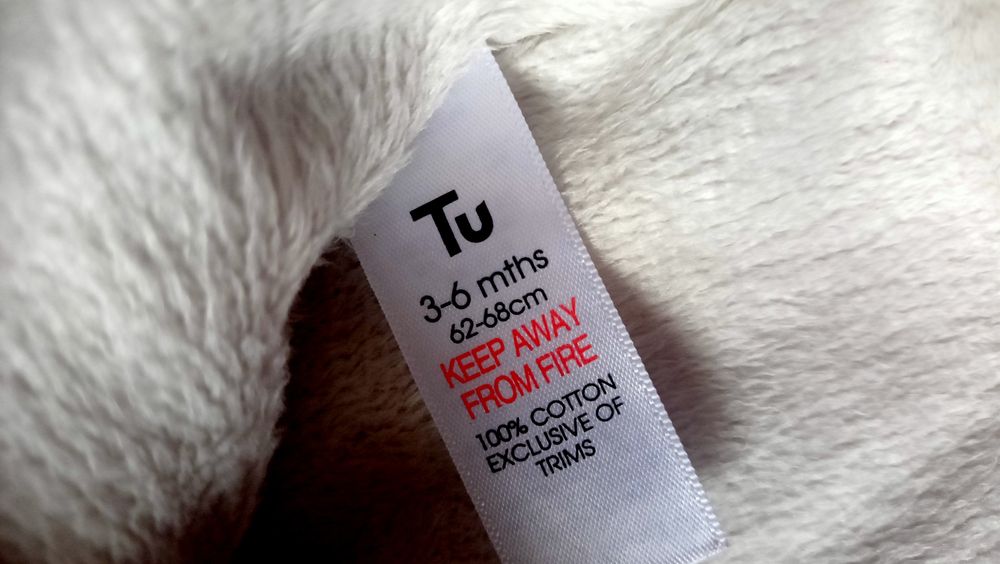 Tu
3-6 mths
62-68cm
KEEP AWAY
FROM FIRE
100% COTTON
EXCLUSIVE OF
TRIMS